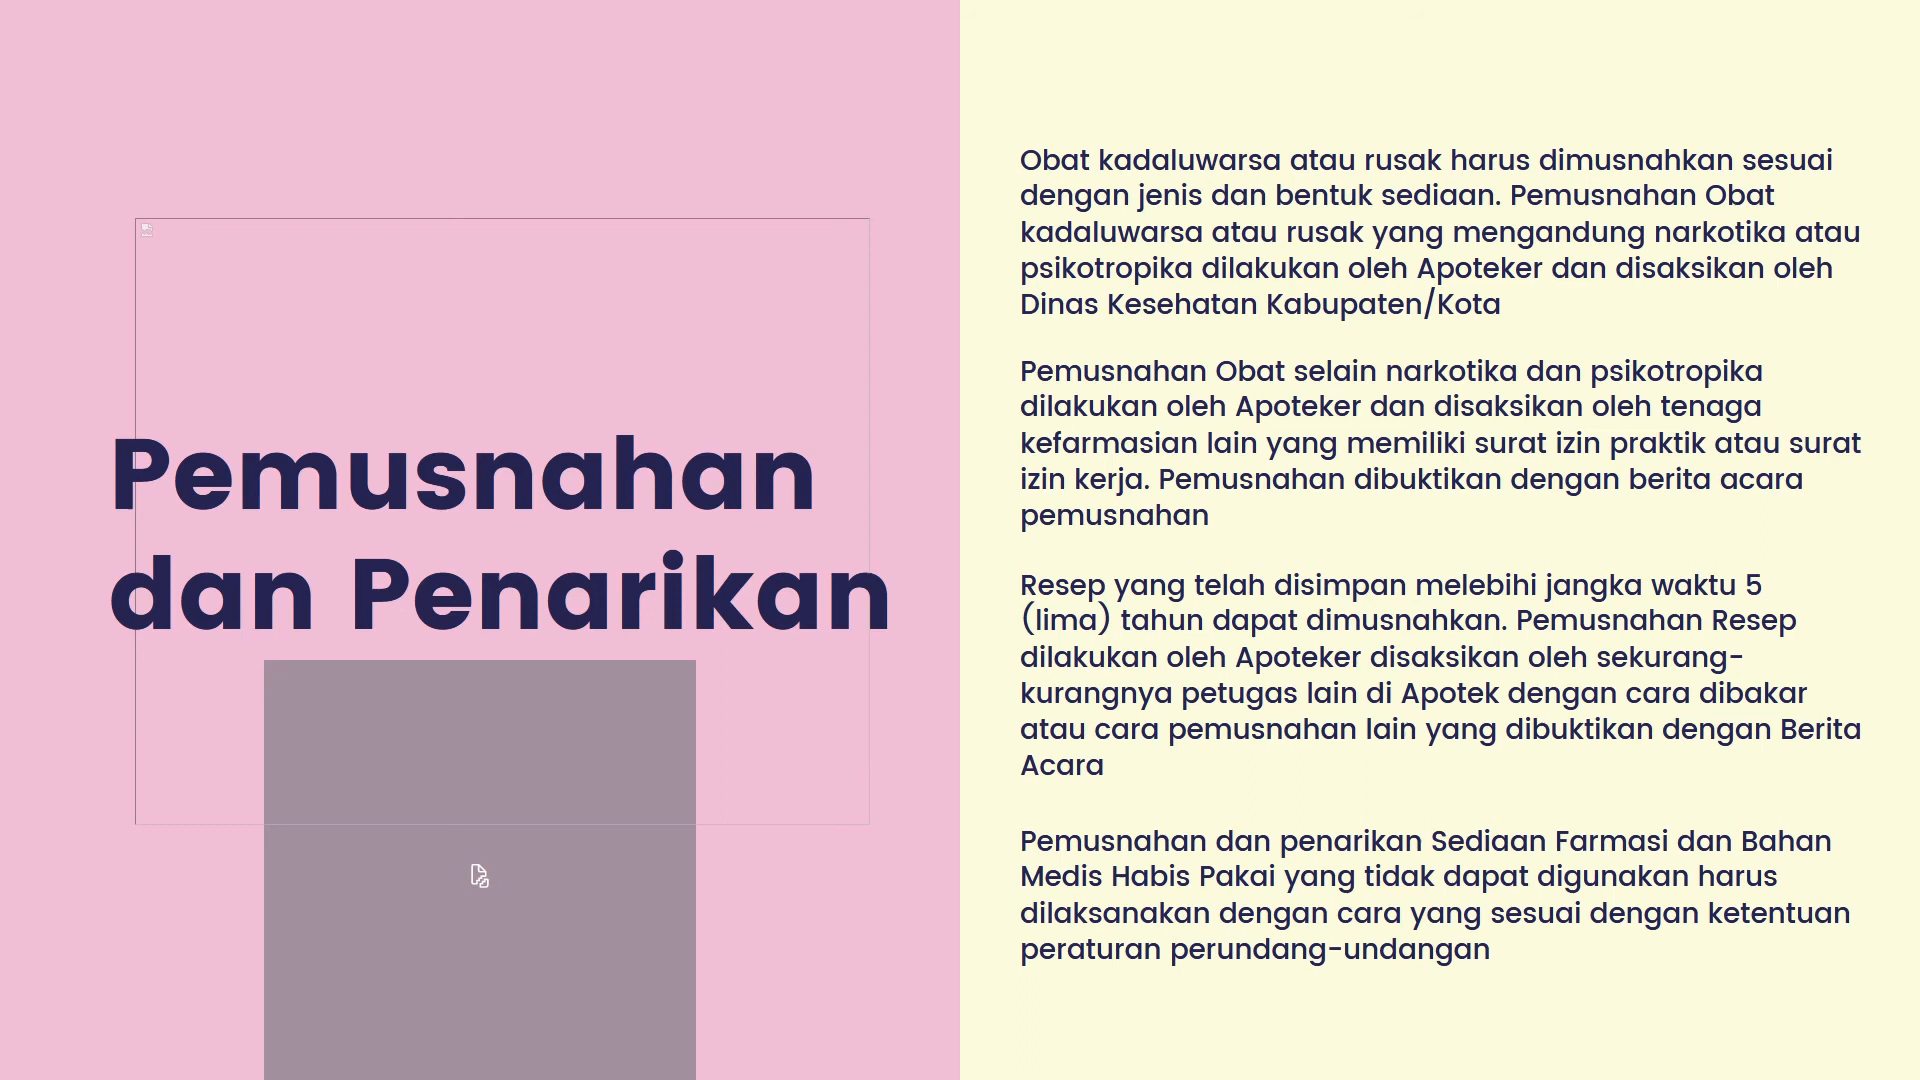 Pemusnahan
dan Penarikan
Obat kadaluwarsa atau rusak harus dimusnahkan sesuai
dengan jenis dan bentuk sediaan. Pemusnahan Obat
kadaluwarsa atau rusak yang mengandung narkotika atau
psikotropika dilakukan oleh Apoteker dan disaksikan oleh
Dinas Kesehatan Kabupaten/Kota
Pemusnahan Obat selain narkotika dan psikotropika
dilakukan oleh Apoteker dan disaksikan oleh tenaga
kefarmasian lain yang memiliki surat izin praktik atau surat
izin kerja. Pemusnahan dibuktikan dengan berita acara
pemusnahan
Resep yang telah disimpan melebihi jangka waktu 5
(lima) tahun dapat dimusnahkan. Pemusnahan Resep
dilakukan oleh Apoteker disaksikan oleh sekurang-
kurangnya petugas lain di Apotek dengan cara dibakar
atau cara pemusnahan lain yang dibuktikan dengan Berita
Acara
Pemusnahan dan penarikan Sediaan Farmasi dan Bahan
Medis Habis Pakai yang tidak dapat digunakan harus
dilaksanakan dengan cara yang sesuai dengan ketentuan
peraturan perundang-undangan